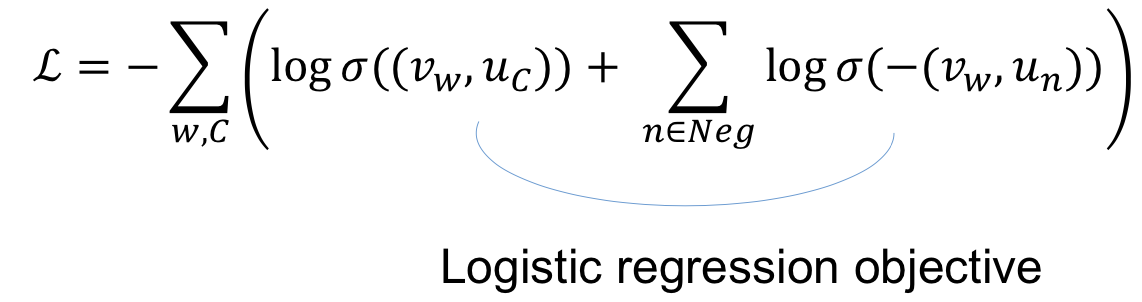 ℒ = − ∑_{w,C} ( log σ((v_w, u_C)) + ∑_{n∈Neg} log σ(−(v_w, u_n)) )
Logistic regression objective